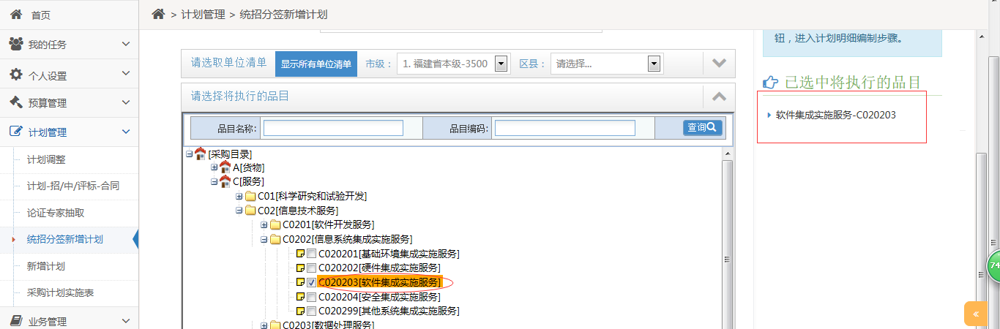 首页
我的任务
个人设置
预算管理
计划管理
计划调整
计划-招/中/评标-合同
论证专家抽取
统招分签新增计划
新增计划
采购计划实施表
业务管理
> 计划管理 > 统招分签新增计划
请选取单位清单 显示所有单位清单 市级： 1. 福建省本级-3500 区县： 请选择...
请选择将执行的品目
品目名称: 品目编码: 查询
[采购目录]
A[货物]
C[服务]
C01[科学研究和试验开发]
C02[信息技术服务]
C0201[软件开发服务]
C0202[信息系统集成实施服务]
C020201[基础环境集成实施服务]
C020202[硬件集成实施服务]
C020203[软件集成实施服务]
C020204[安全集成实施服务]
C020299[其他系统集成实施服务]
C0203[数据处理服务]
钮，进入计划明细编制步骤。
已选中将执行的品目
软件集成实施服务-C020203
74
«